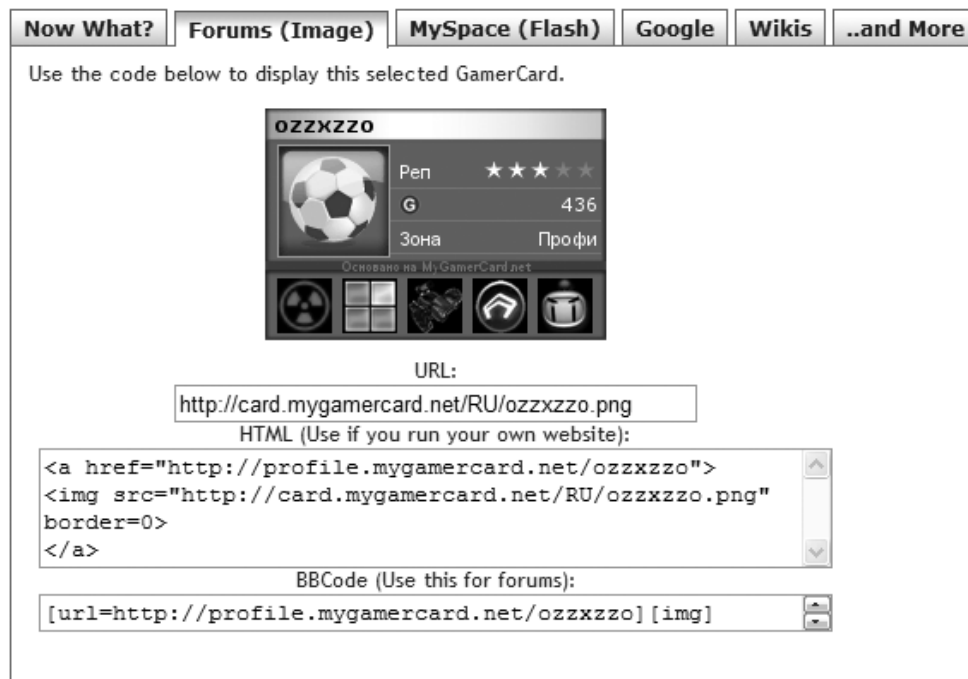 Now What? Forums (Image) MySpace (Flash) Google Wikis ..and More
Use the code below to display this selected GamerCard.
ozzxzzo
Реп
G 436
Зона Профи
Основано на MyGamerCard.net
URL:
http://card.mygamercard.net/RU/ozzxzzo.png
HTML (Use if you run your own website):
<a href="http://profile.mygamercard.net/ozzxzzo">
<img src="http://card.mygamercard.net/RU/ozzxzzo.png"
border=0>
</a>
BBCode (Use this for forums):
[url=http://profile.mygamercard.net/ozzxzzo][img]